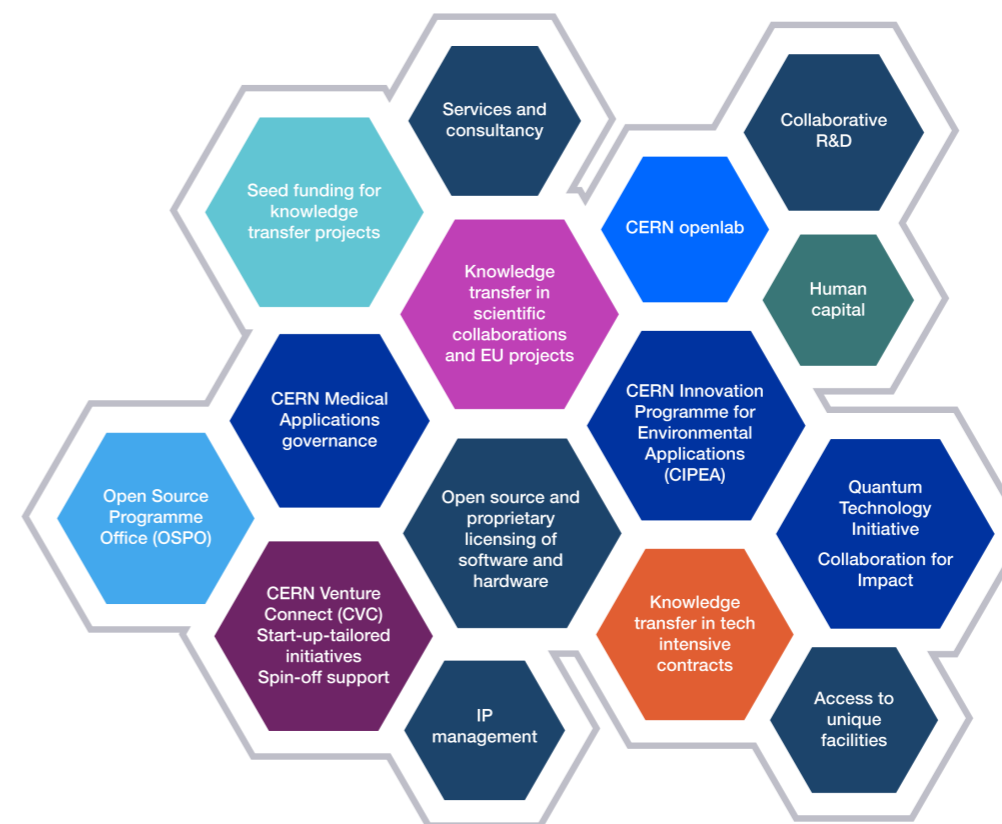 Services and
consultancy
Collaborative
R&D
Seed funding for
knowledge
transfer projects
CERN openlab
Knowledge
transfer in
scientific
collaborations
and EU projects
Human
capital
CERN Medical
Applications
governance
CERN Innovation
Programme for
Environmental
Applications
(CIPEA)
Open Source
Programme
Office (OSPO)
Open source and
proprietary
licensing of
software and
hardware
Quantum
Technology
Initiative
Collaboration for
Impact
CERN Venture
Connect (CVC)
Start-up-tailored
initiatives
Spin-off support
Knowledge
transfer in tech
intensive
contracts
IP
management
Access to
unique
facilities